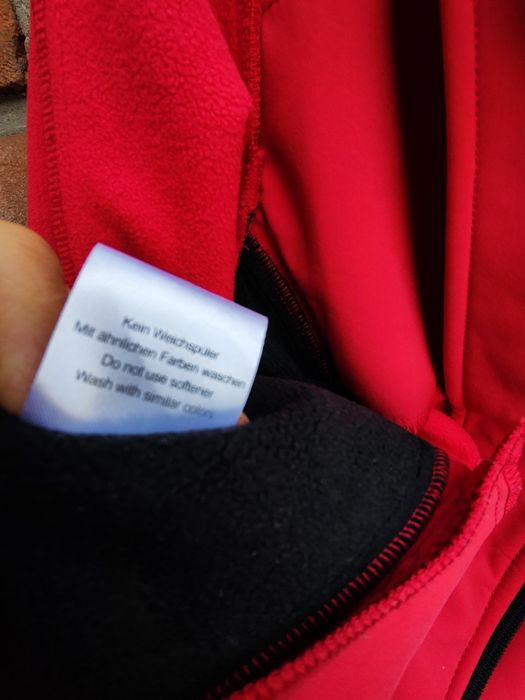 Kein Weichspüler
Mit ähnlichen Farben waschen
Do not use softener
Wash with similar colors